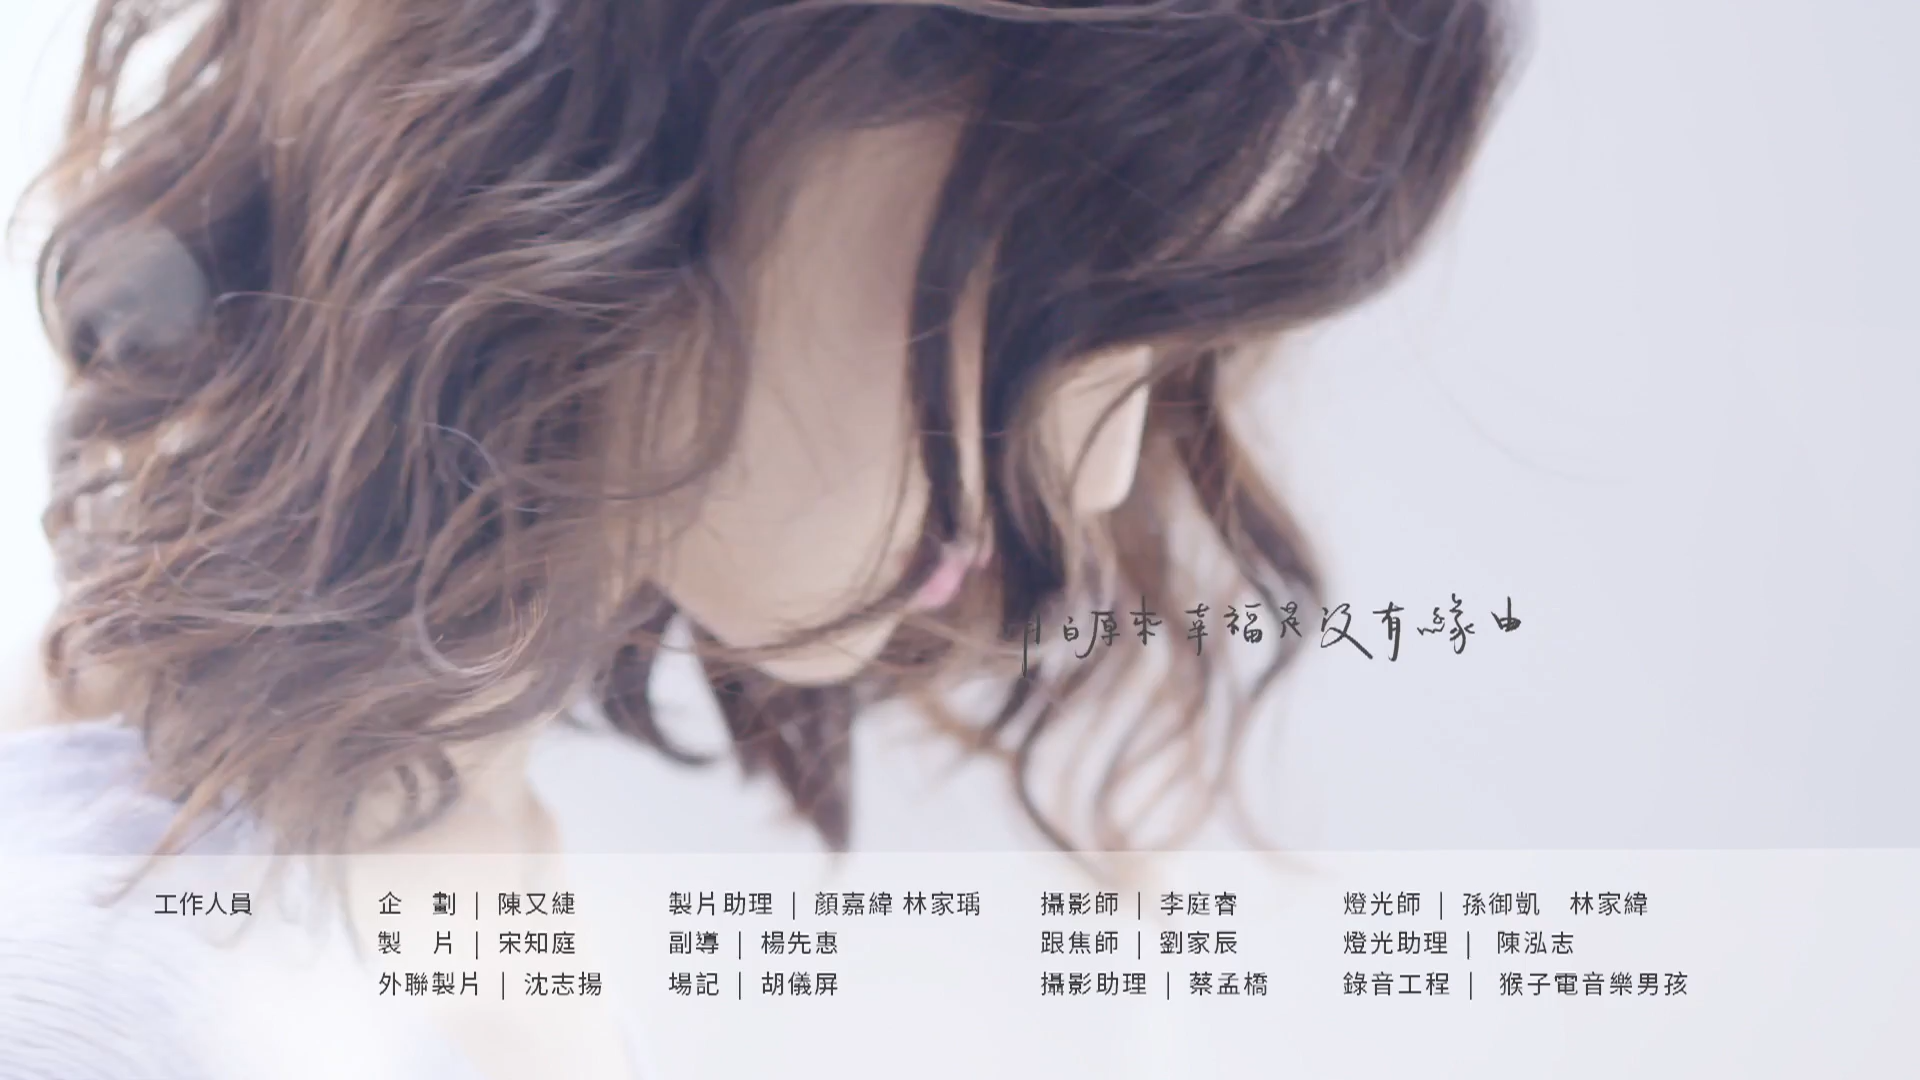 明白原來幸福是沒有緣由
工作人員
企　劃｜陳又緁
製　片｜宋知庭
外聯製片｜沈志揚
製片助理｜顏嘉緯 林家瑀
副導｜楊先惠
場記｜胡儀屏
攝影師｜李庭睿
跟焦師｜劉家辰
攝影助理｜蔡孟橋
燈光師｜孫御凱　林家緯
燈光助理｜陳泓志
錄音工程｜猴子電音樂男孩